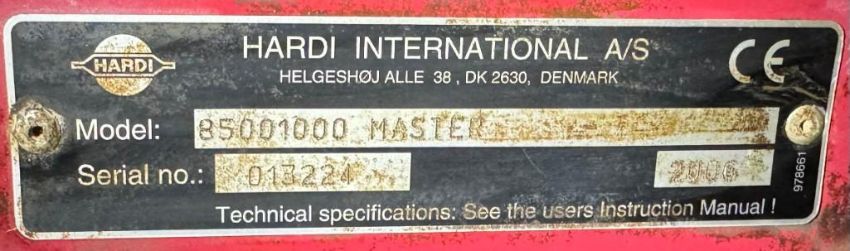 HARDI
HARDI INTERNATIONAL A/S
HELGESHØJ ALLE 38, DK 2630, DENMARK
CE
Model: 85001000 MASTER
Serial no.: 013224
2006
978661
Technical specifications: See the users Instruction Manual !